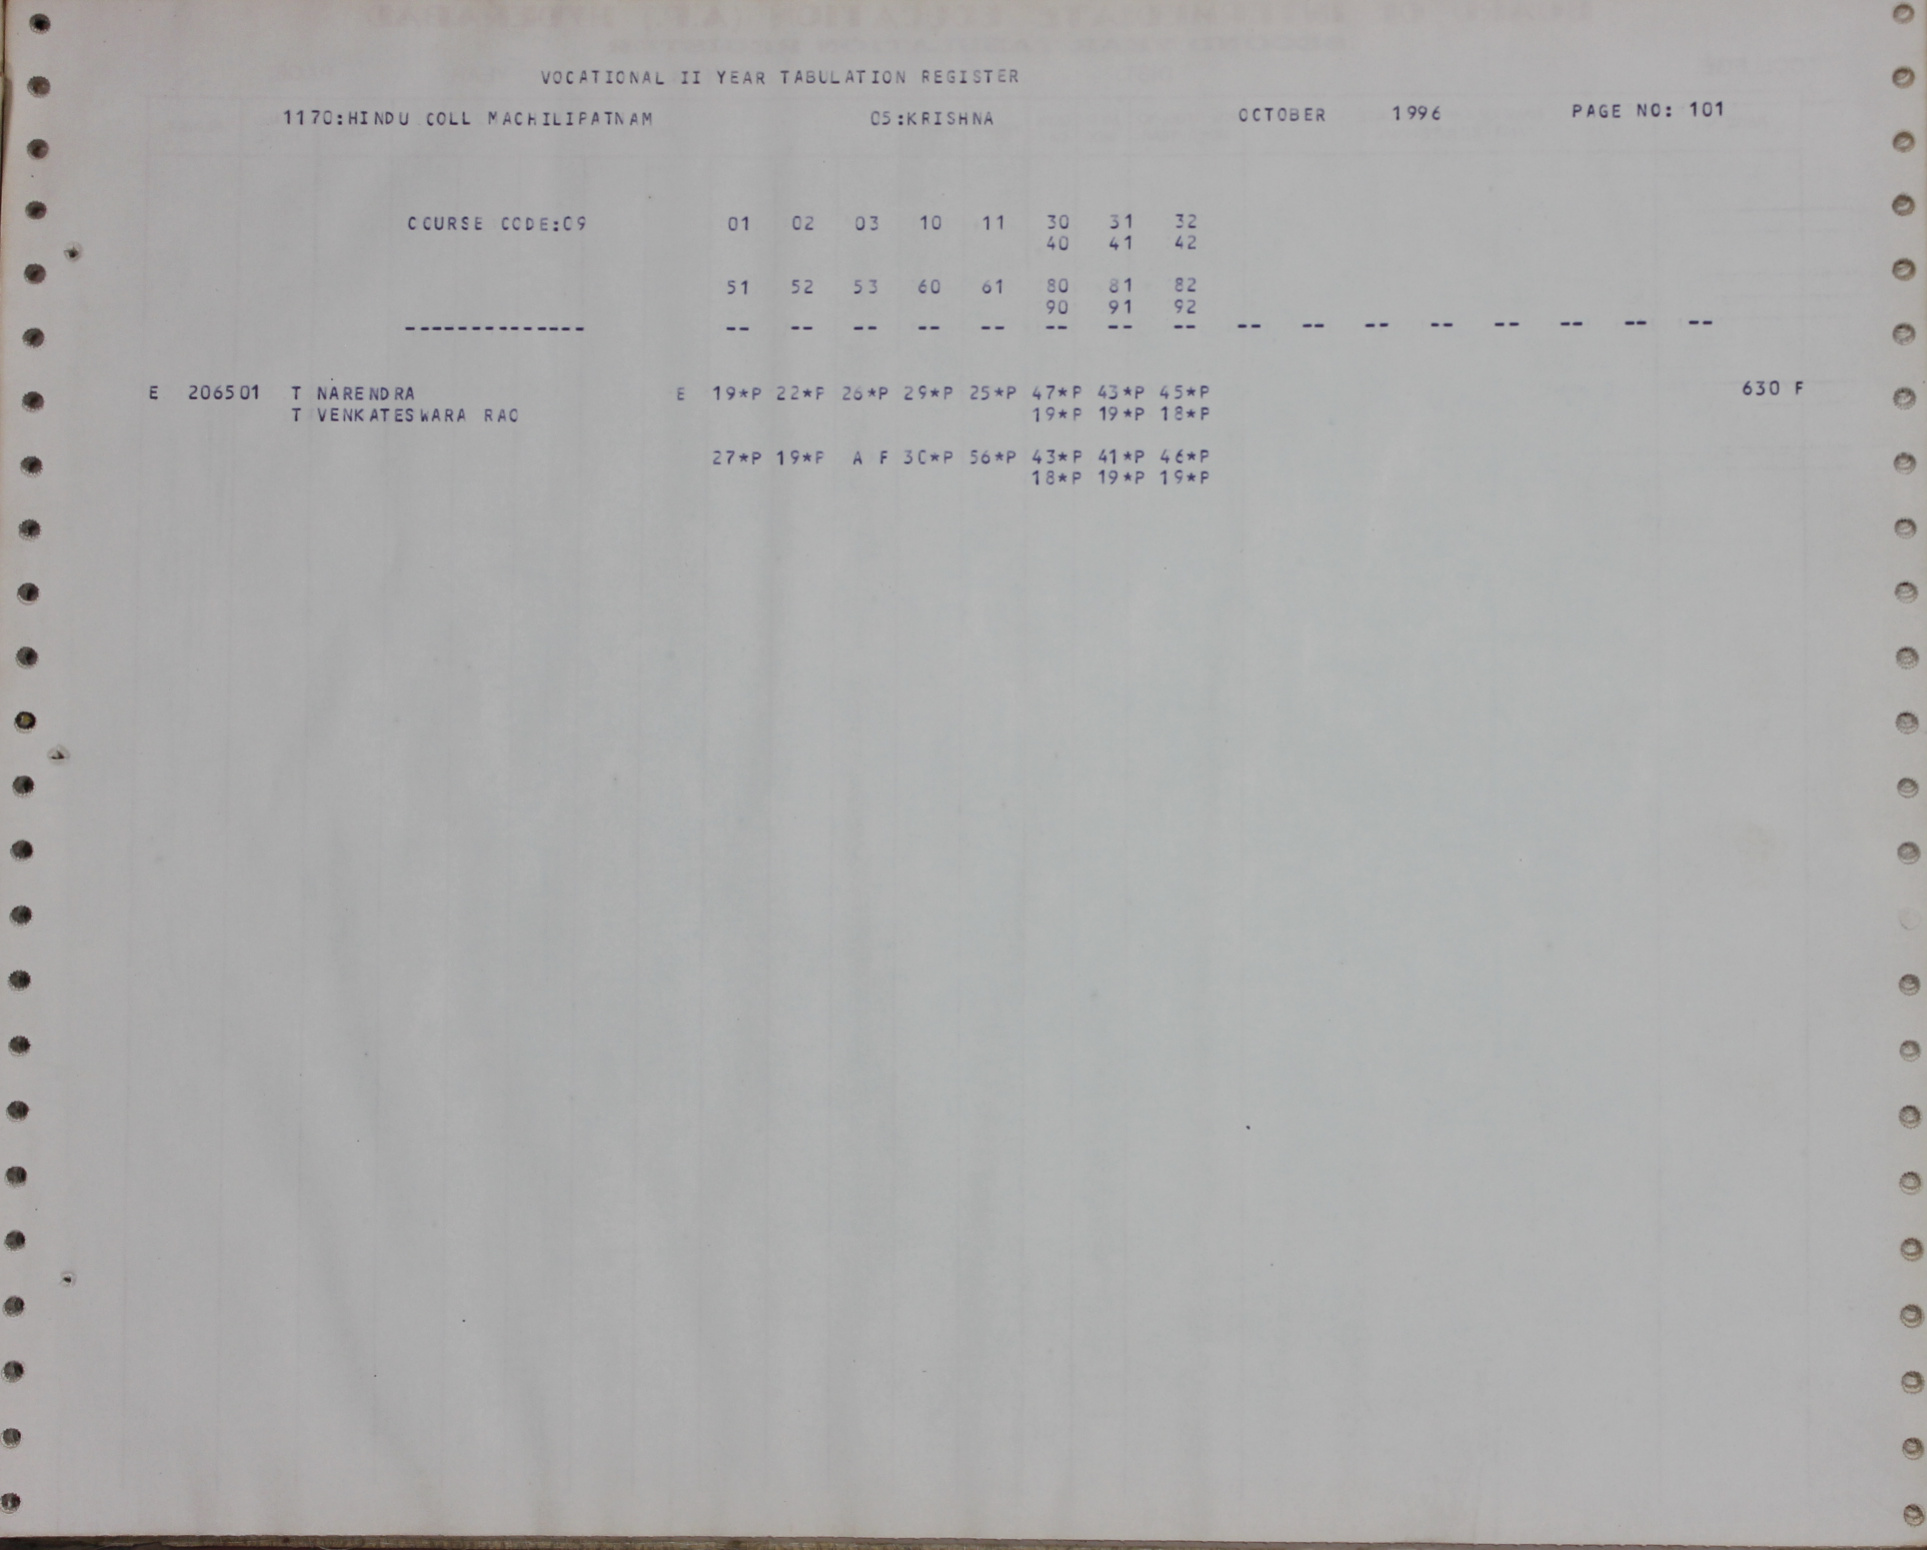 VOCATIONAL II YEAR TABULATION REGISTER
1170:HINDU COLL MACHILIPATNAM 05:KRISHNA OCTOBER 1996 PAGE NO: 101
COURSE CODE:09 01 02 03 10 11 30 31 32
40 41 42
51 52 53 60 61 80 81 82
90 91 92
-------------- -- -- -- -- -- -- -- -- -- -- -- -- -- -- -- --
E 206501 T NARENDRA E 19*P 22*P 26*P 29*P 25*P 47*P 43*P 45*P 630 F
T VENKATESWARA RAO 19*P 19*P 18*P
27*P 19*P A F 30*P 56*P 43*P 41*P 46*P
18*P 19*P 19*P